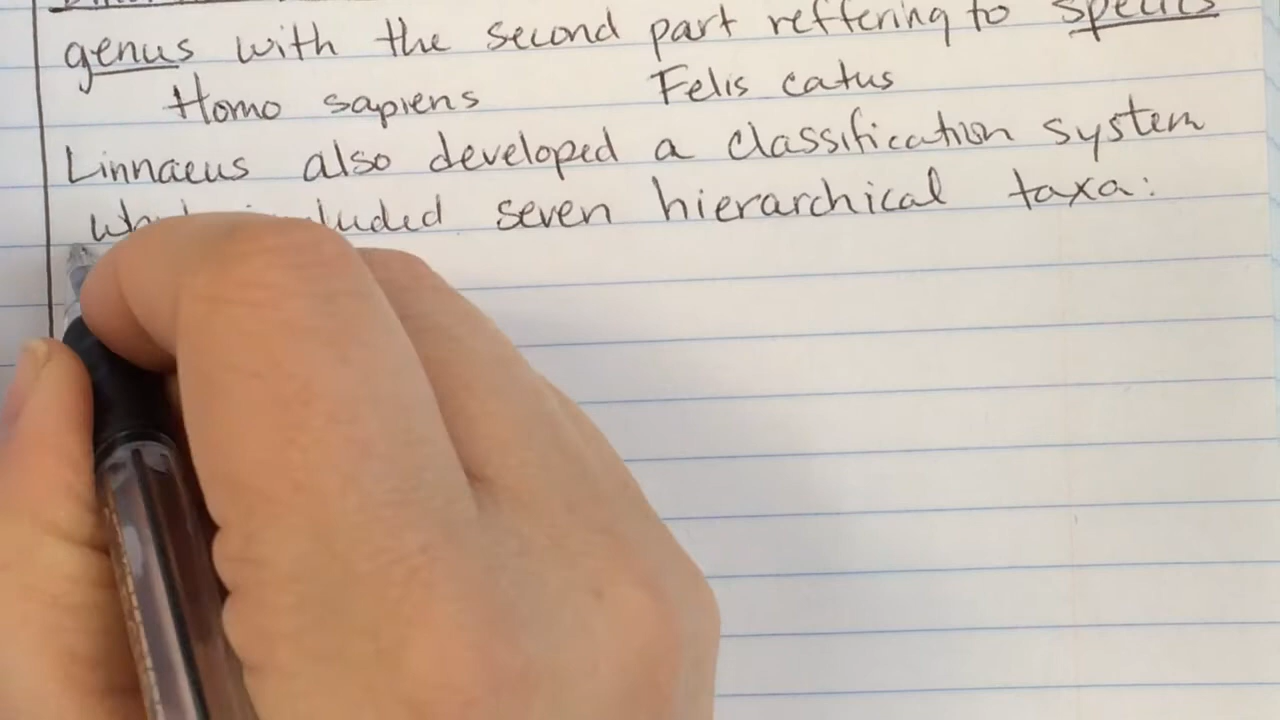 genus with the second part reffering to species
Homo sapiens Felis catus
Linnaeus also developed a classification system
seven hierarchical taxa: